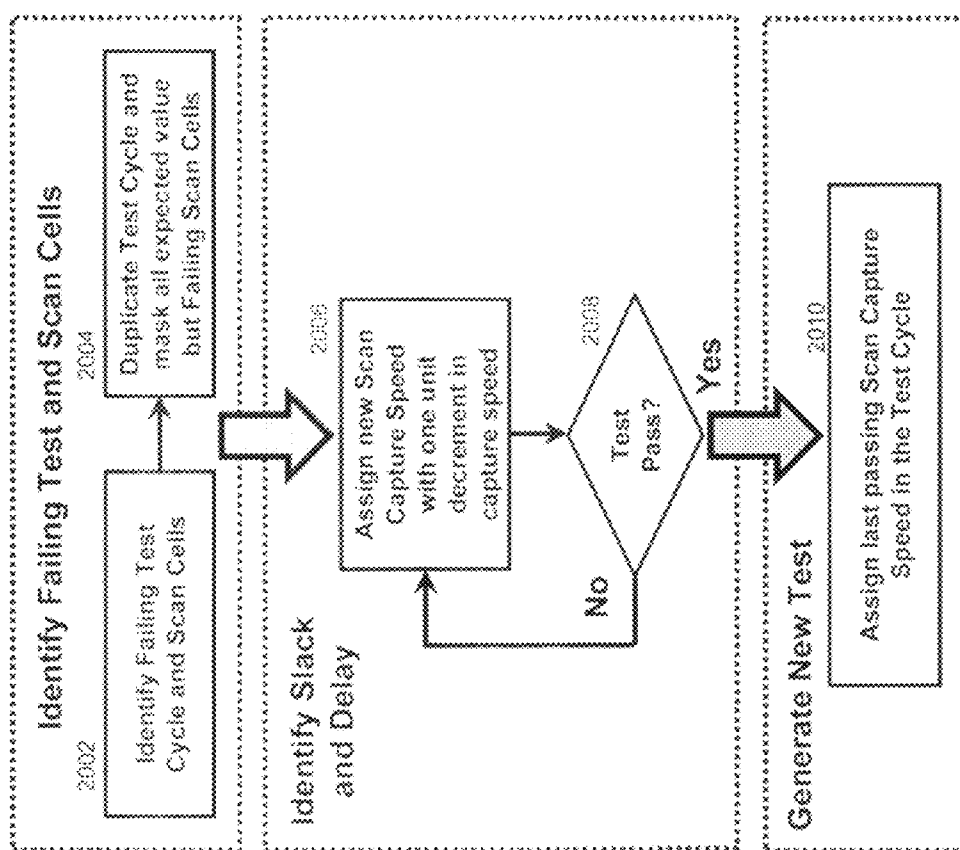 Identify Failing Test and Scan Cells
2002
Identify Failing Test
Cycle and Scan Cells
2004
Duplicate Test Cycle and
mask all expected value
but Failing Scan Cells
Identify Slack
and Delay
2006
Assign new Scan
Capture Speed
with one unit
decrement in
capture speed
2008
Test
Pass?
No
Yes
Generate New Test
2010
Assign last passing Scan Capture
Speed in the Test Cycle